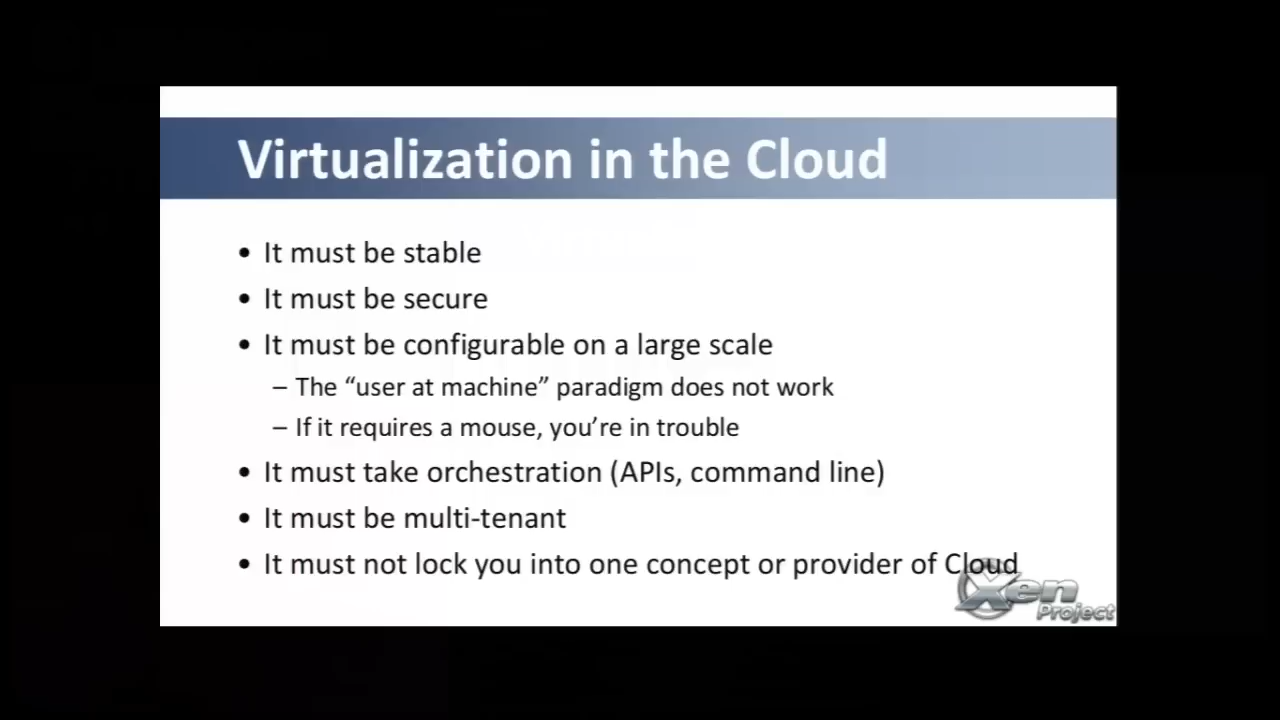 Virtualization in the Cloud
• It must be stable
• It must be secure
• It must be configurable on a large scale
– The “user at machine” paradigm does not work
– If it requires a mouse, you’re in trouble
• It must take orchestration (APIs, command line)
• It must be multi-tenant
• It must not lock you into one concept or provider of Cloud
Xen
Project